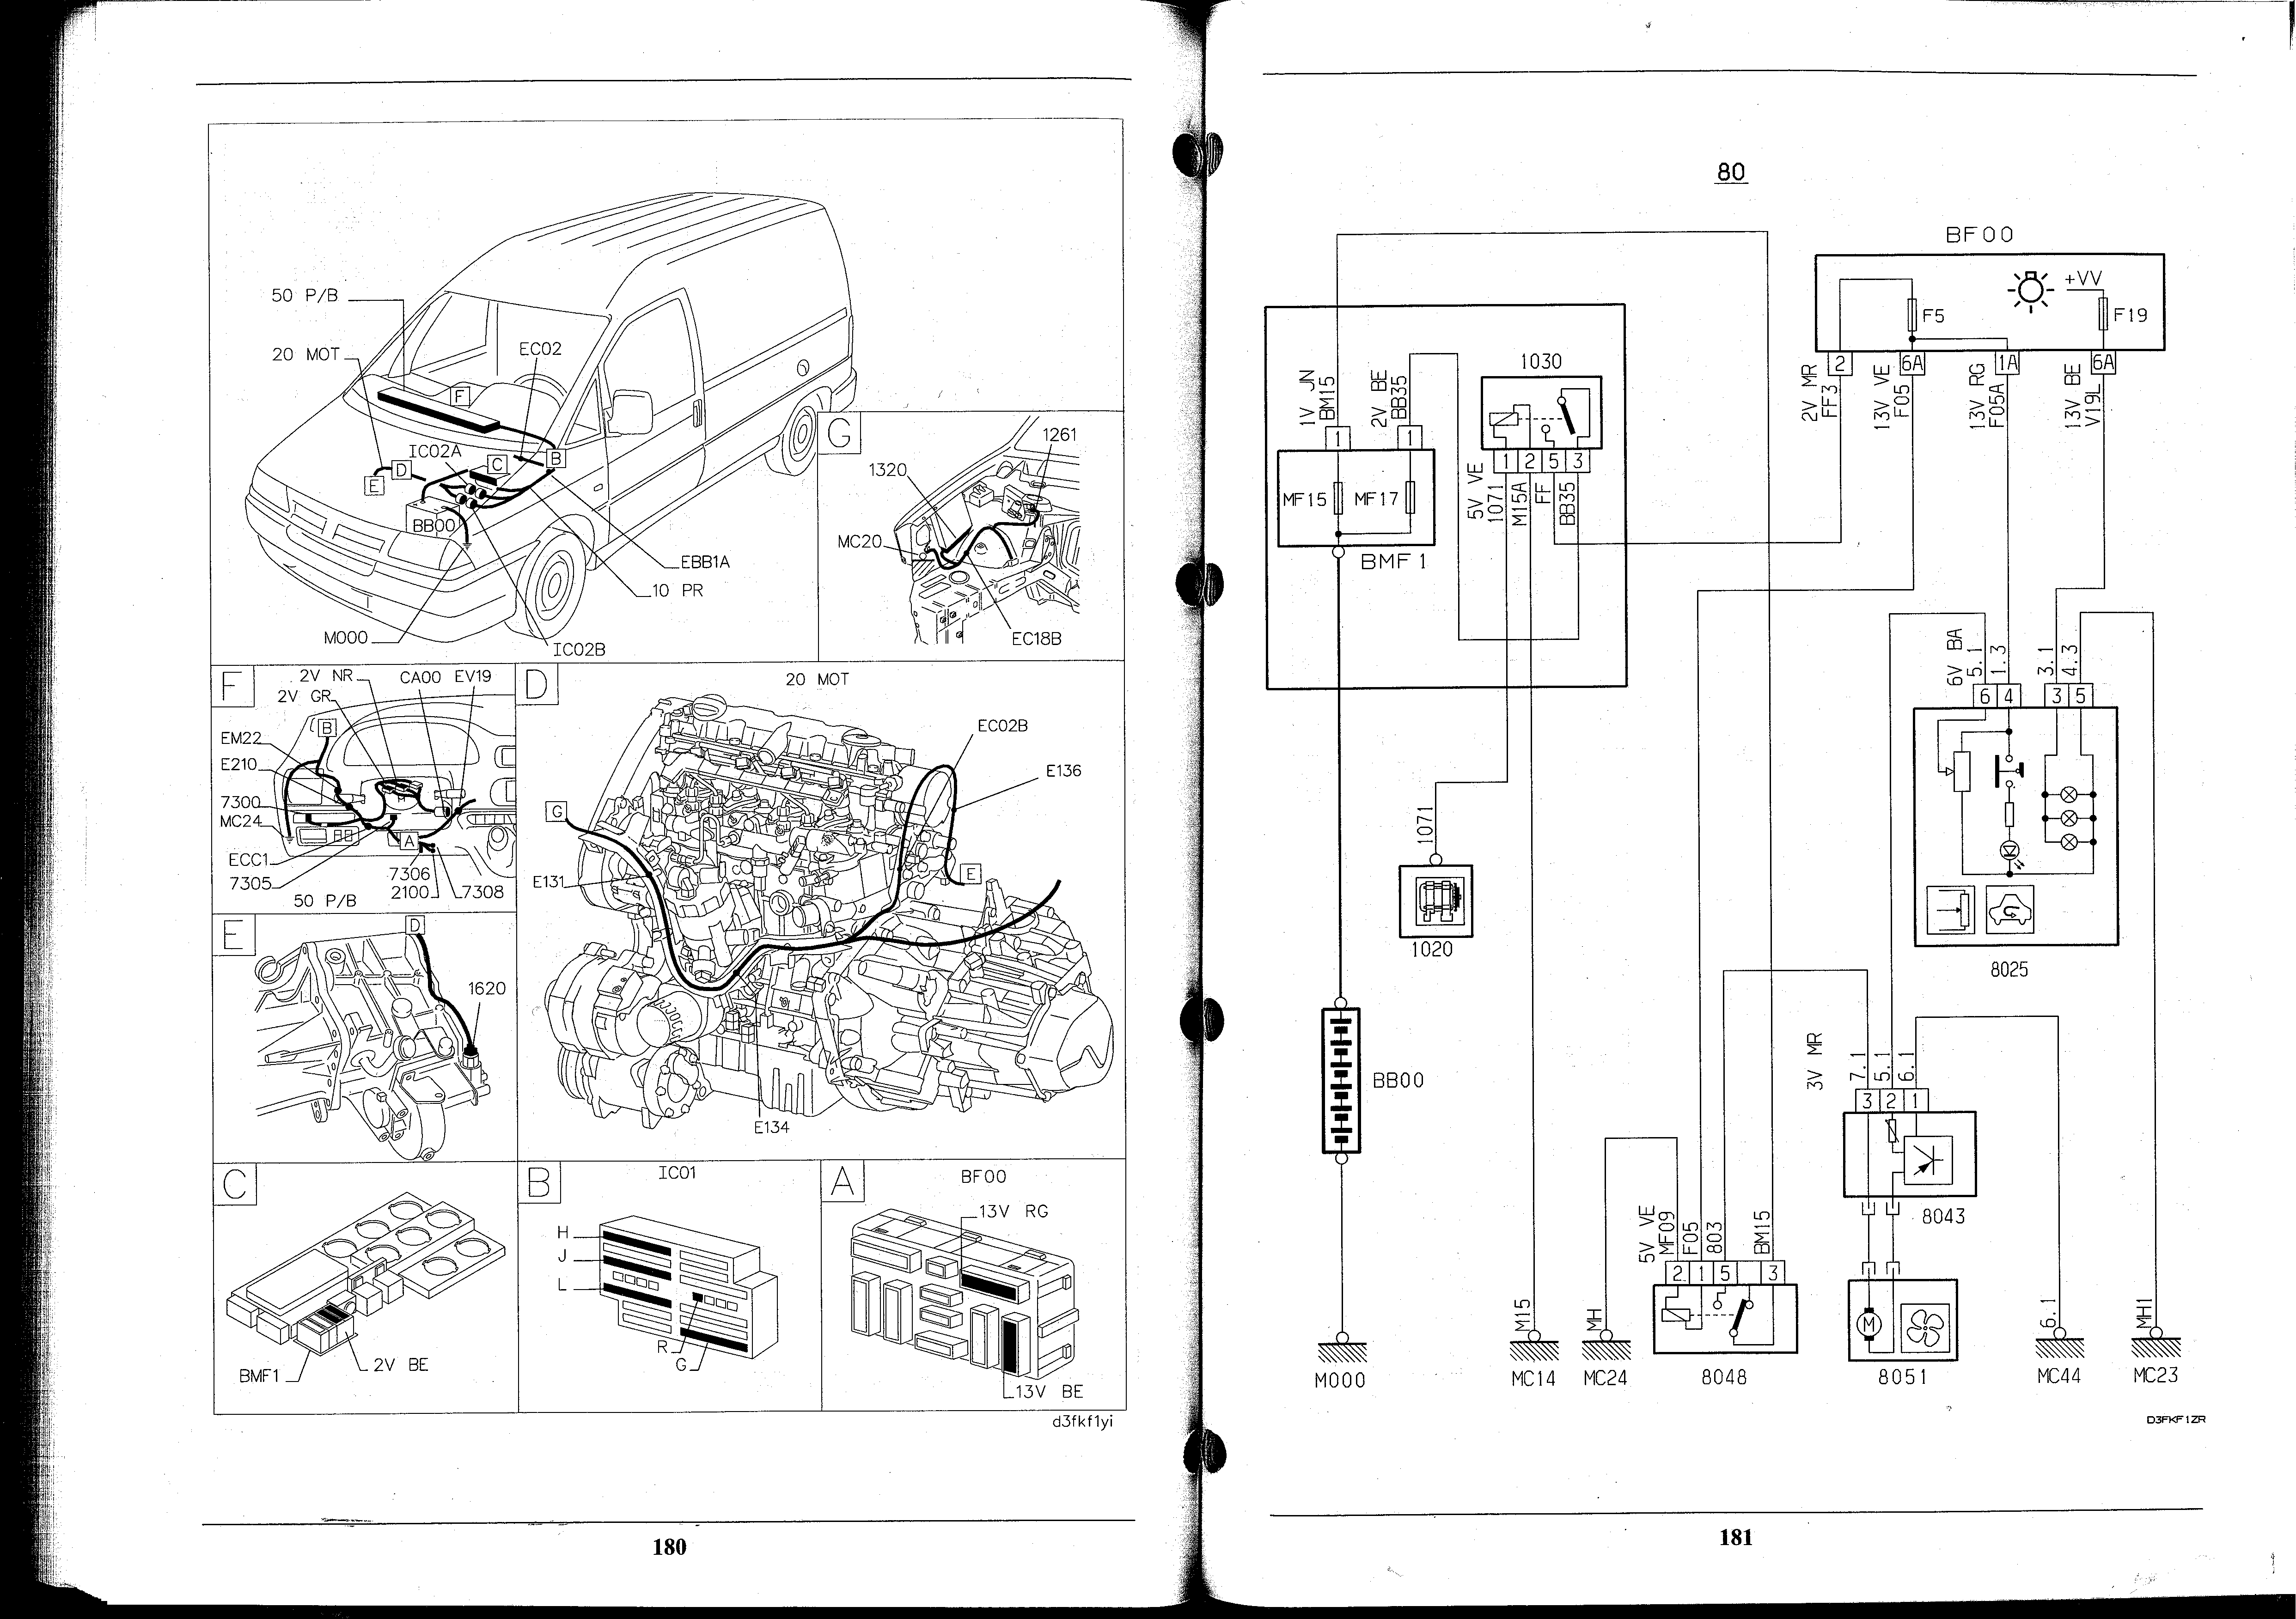 50 P/B
20 MOT
EC02
F
IC02A
C
B
D
E
BB00
EBB1A
10 PR
M000
IC02B
G
1261
1320
MC20
EC18B
F
2V NR
CA00
EV19
2V GR
B
EM22
E210
7300
MC24
A
ECC1
7305
7306
2100
7308
50 P/B
D
20 MOT
EC02B
E136
G
E131
E
E134
E
D
1620
C
BMF1
2V BE
B
IC01
H
J
L
R
G
A
BF00
13V RG
13V BE
d3fkf1yi
180
80
BF00
+VV
F5
F19
2
6A
1A
6A
2V MR
FF3
13V VE
F05
13V RG
F05A
13V BE
V19L
1V JN
BM15
2V BE
BB35
1030
1
1
MF15
MF17
BMF1
1 2 5 3
5V VE
1071
M15A
FF
BB35
6V BA
5.1
1.3
3.1
4.3
6 4
3 5
8025
1071
1020
BB00
3V MR
7.1
5.1
6.1
3 2 1
8043
5V VE
MF09
F05
803
BM15
2 1 5 3
8048
M
8051
M15
MH
6.1
MH1
M000
MC14
MC24
MC44
MC23
D3FKF1ZR
181